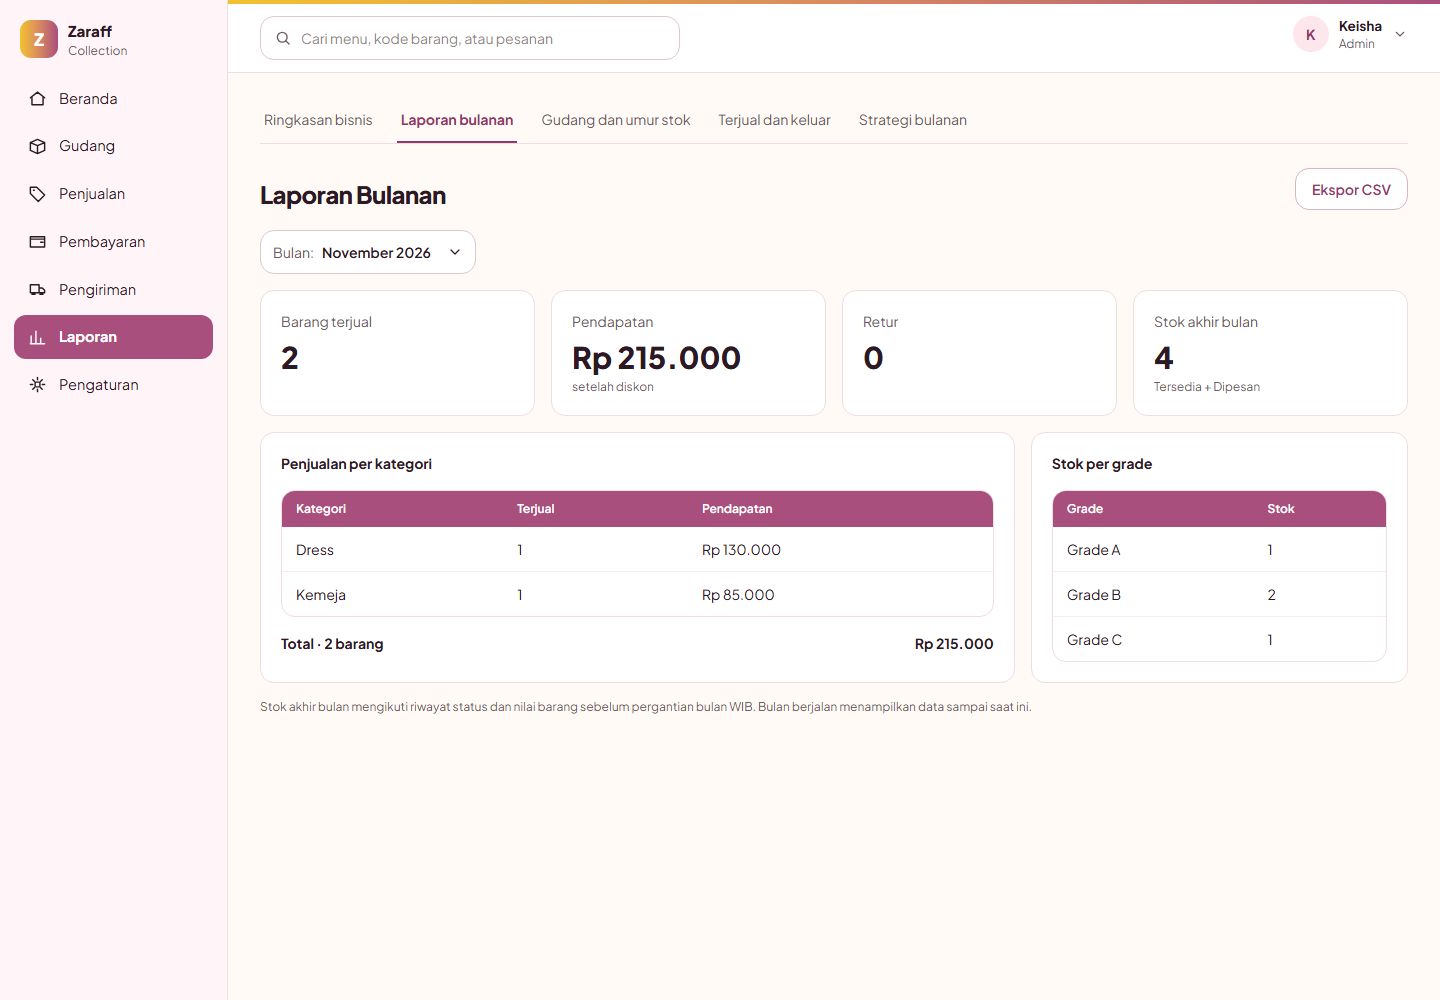 Z
Zaraff
Collection
Beranda
Gudang
Penjualan
Pembayaran
Pengiriman
Laporan
Pengaturan
Cari menu, kode barang, atau pesanan
K
Keisha
Admin
Ringkasan bisnis
Laporan bulanan
Gudang dan umur stok
Terjual dan keluar
Strategi bulanan
Laporan Bulanan
Ekspor CSV
Bulan: November 2026
Barang terjual
2
Pendapatan
Rp 215.000
setelah diskon
Retur
0
Stok akhir bulan
4
Tersedia + Dipesan
Penjualan per kategori
Kategori Terjual Pendapatan
Dress 1 Rp 130.000
Kemeja 1 Rp 85.000
Total · 2 barang Rp 215.000
Stok per grade
Grade Stok
Grade A 1
Grade B 2
Grade C 1
Stok akhir bulan mengikuti riwayat status dan nilai barang sebelum pergantian bulan WIB. Bulan berjalan menampilkan data sampai saat ini.